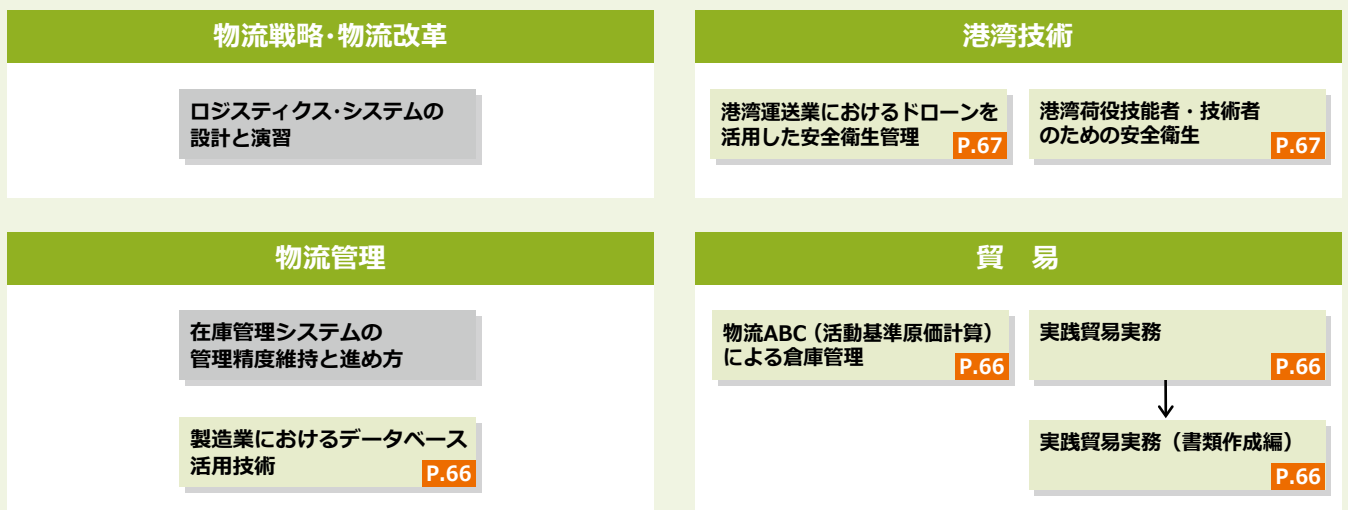 物流戦略・物流改革
ロジスティクス・システムの
設計と演習
港湾技術
港湾運送業におけるドローンを
活用した安全衛生管理
P.67
港湾荷役技能者・技術者
のための安全衛生
P.67
物流管理
在庫管理システムの
管理精度維持と進め方
製造業におけるデータベース
活用技術
P.66
貿　易
物流ABC（活動基準原価計算）
による倉庫管理
P.66
実践貿易実務
P.66
実践貿易実務（書類作成編）
P.66